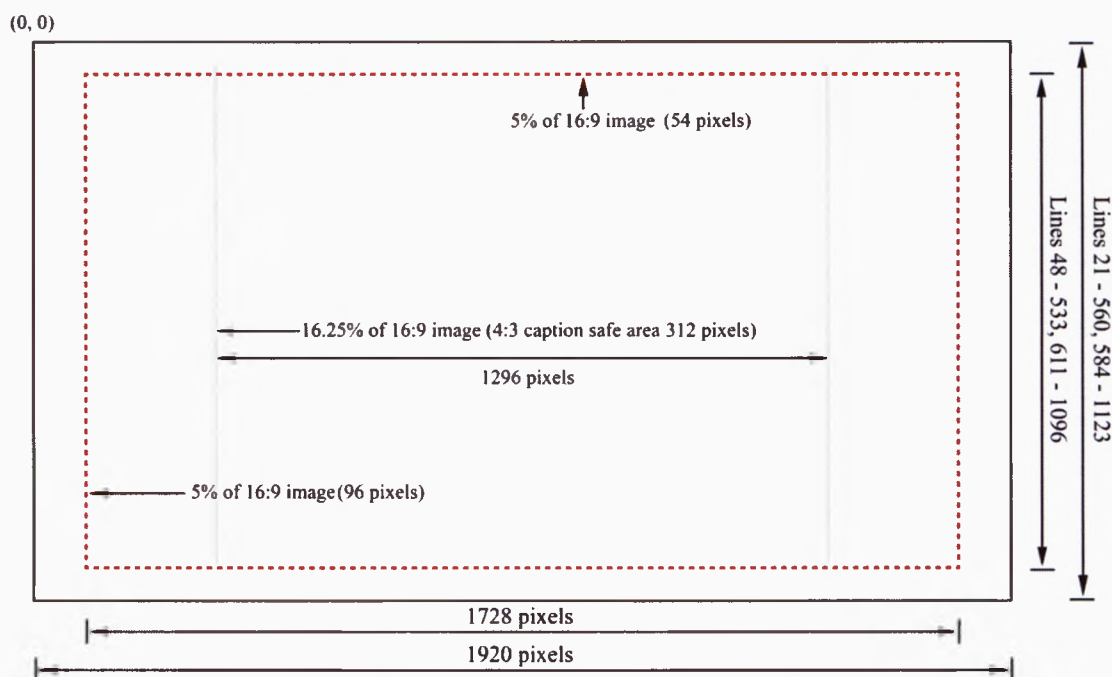 (0, 0)
5% of 16:9 image (54 pixels)
16.25% of 16:9 image (4:3 caption safe area 312 pixels)
1296 pixels
5% of 16:9 image (96 pixels)
Lines 48 - 533, 611 - 1096
Lines 21 - 560, 584 - 1123
1728 pixels
1920 pixels